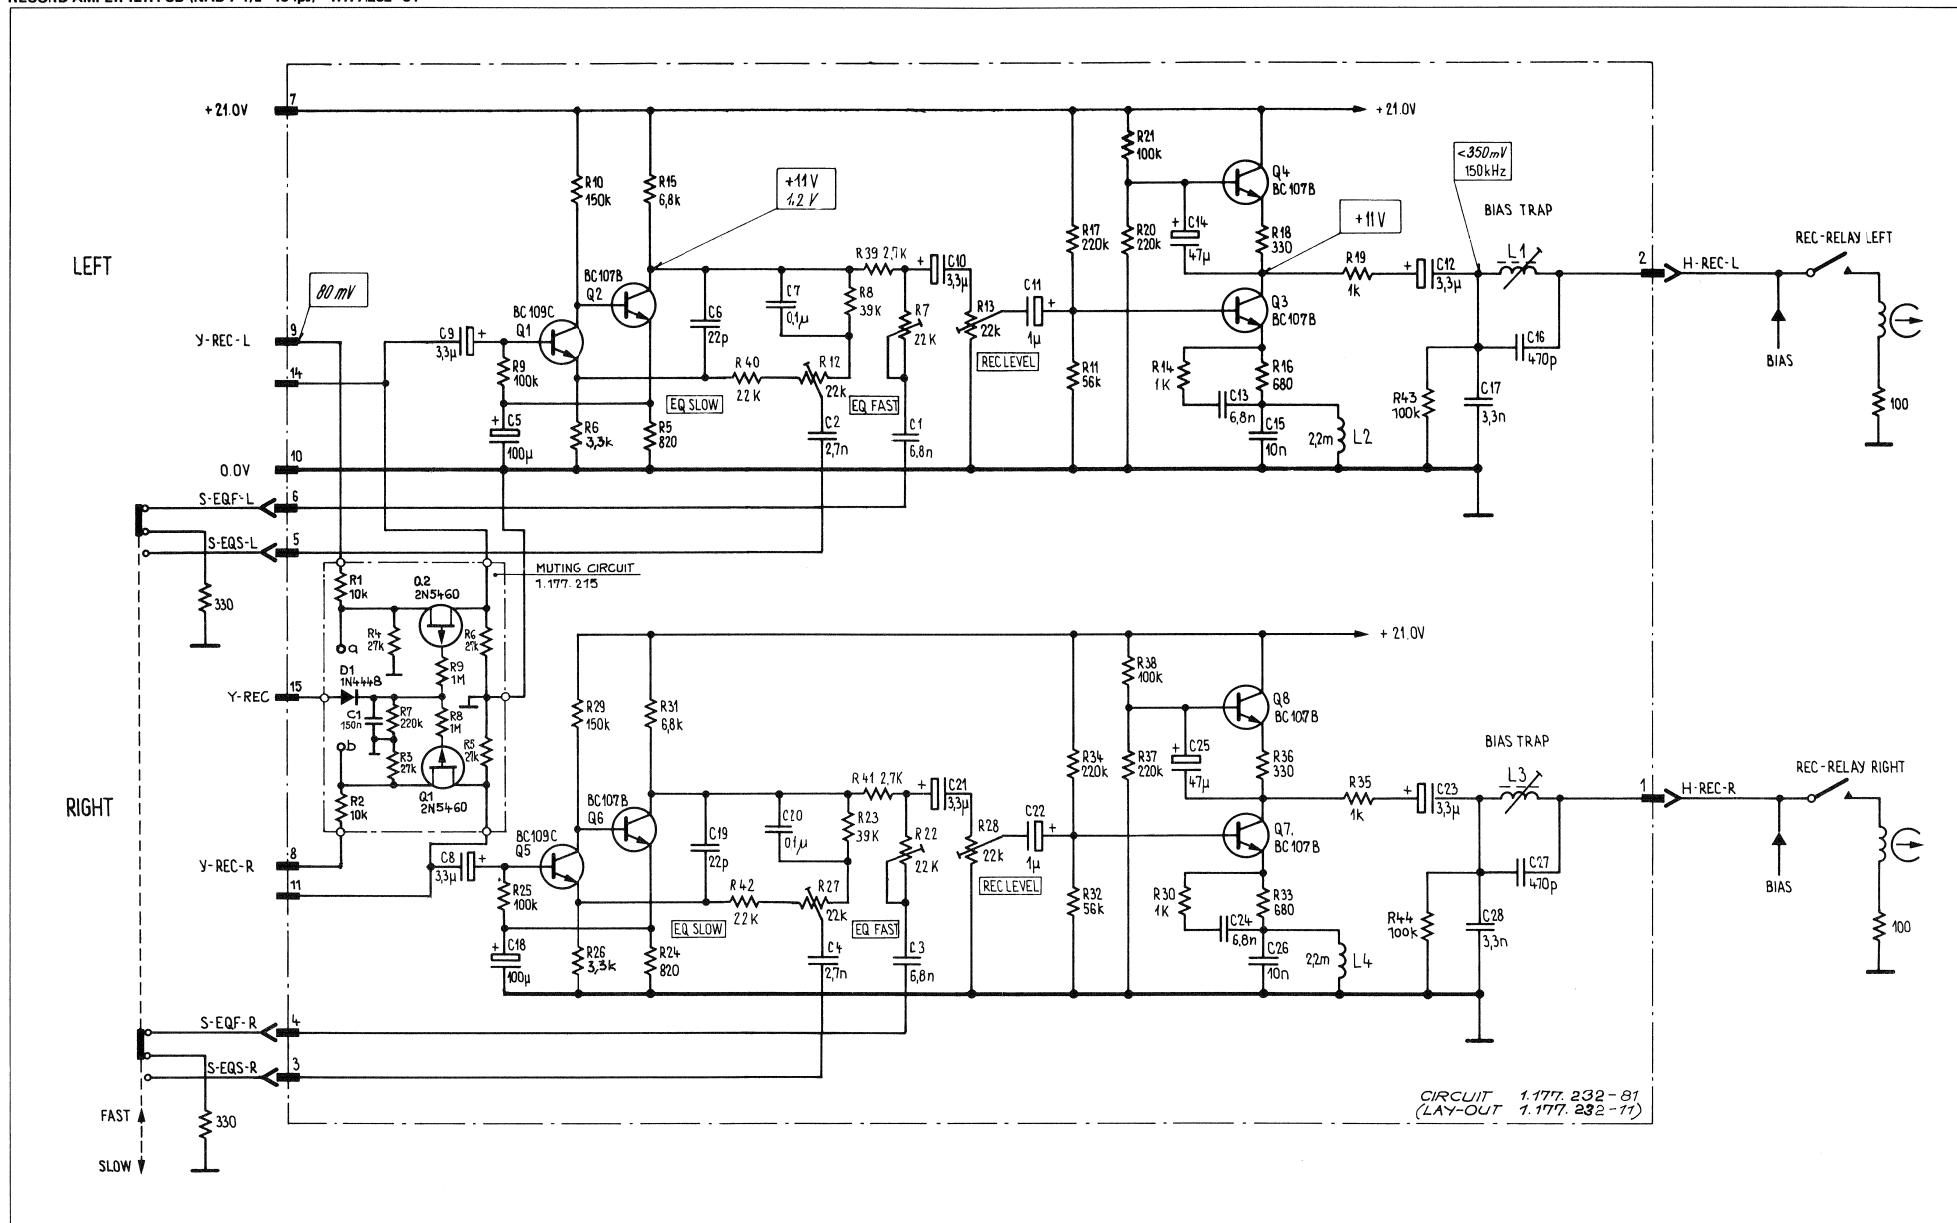 +21.0V
7
+21.0V
R21
100k
<350mV
150kHz
R10
150k
R15
6,8k
+11V
1.2V
Q4
BC107B
+11V
BIAS TRAP
R17
220k
R20
220k
+
C14
47µ
R18
330
REC-RELAY LEFT
LEFT
R39 2,7K
+
C10
3,3µ
R19
1k
+
C12
3,3µ
L1
2
H-REC-L
80 mV
BC107B
Q2
C7
0,1µ
R8
39K
R7
22K
R13
22k
C11
+
1µ
Q3
BC107B
BC109C
Q1
C6
22p
Y-REC-L
9
C9
+
3,3µ
REC LEVEL
C16
470p
BIAS
14
R9
100k
R40
22K
R12
22k
R11
56k
R14
1K
R16
680
EQ SLOW
EQ FAST
C13
6,8n
R43
100k
C17
3,3n
100
+
C5
100µ
R6
3,3k
R5
820
C2
2,7n
C1
6,8n
C15
10n
2,2m
L2
0.0V
10
S-EQF-L
6
S-EQS-L
5
MUTING CIRCUIT
1.177.215
R1
10k
Q2
2N5460
330
R4
27k
R6
27k
a
R9
1M
+21.0V
D1
1N4448
Y-REC
15
R38
100k
C1
150n
R7
220k
R8
1M
R29
150k
R31
6,8k
Q8
BC107B
b
R3
27k
R5
27k
R34
220k
R37
220k
+
C25
47µ
R36
330
BIAS TRAP
REC-RELAY RIGHT
RIGHT
R2
10k
Q1
2N5460
R41 2,7K
+
C21
3,3µ
R35
1k
+
C23
3,3µ
L3
1
H-REC-R
BC107B
Q6
C20
0,1µ
R23
39K
R22
22K
R28
22k
C22
+
1µ
Q7.
BC107B
BC109C
Q5
C19
22p
Y-REC-R
8
C8
+
3,3µ
REC LEVEL
C27
470p
BIAS
11
R25
100k
R42
22K
R27
22k
R32
56k
R30
1K
R33
680
EQ SLOW
EQ FAST
C24
6,8n
R44
100k
C28
3,3n
100
+
C18
100µ
R26
3,3k
R24
820
C4
2,7n
C3
6,8n
C26
10n
2,2m
L4
S-EQF-R
4
S-EQS-R
3
CIRCUIT 1.177.232-81
(LAY-OUT 1.177.232-11)
FAST
330
SLOW